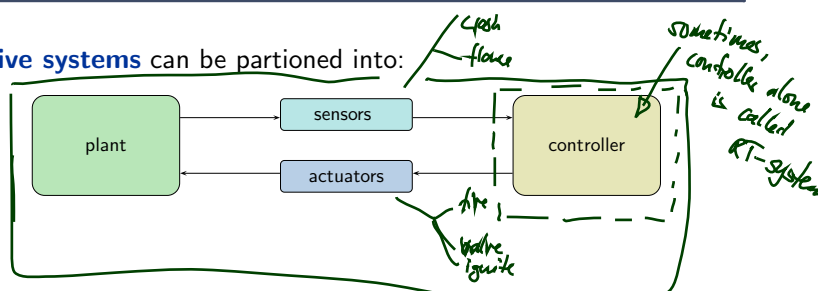 crash
flame
ive systems can be partioned into:
sometimes,
controller alone
is called
RT-system
sensors
plant
controller
actuators
fire
valve
ignite